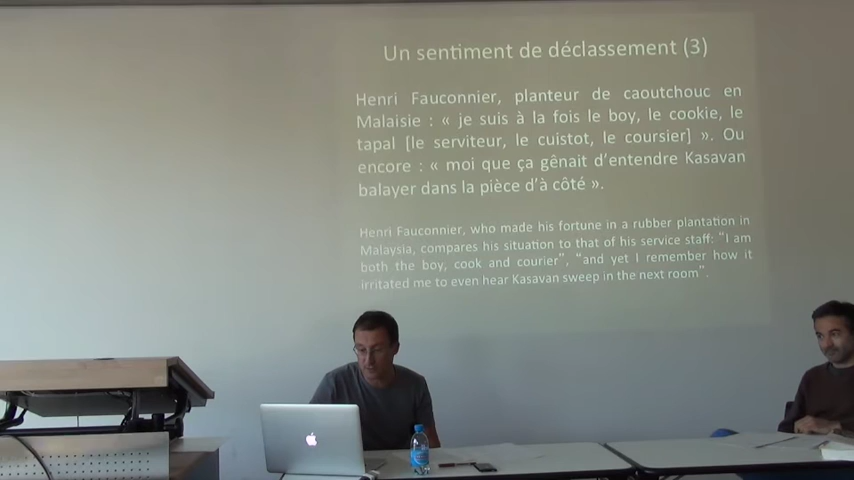 Un sentiment de déclassement (3)
Henri Fauconnier, planteur de caoutchouc en
Malaisie : « je suis à la fois le boy, le cookie, le
tapal [le serviteur, le cuistot, le coursier] ». Ou
encore : « moi que ça gênait d’entendre Kasavan
balayer dans la pièce d’à côté ».
Henri Fauconnier, who made his fortune in a rubber plantation in
Malaysia, compares his situation to that of his service staff: “I am
both the boy, cook and courier”, “and yet I remember how it
irritated me to even hear Kasavan sweep in the next room”.